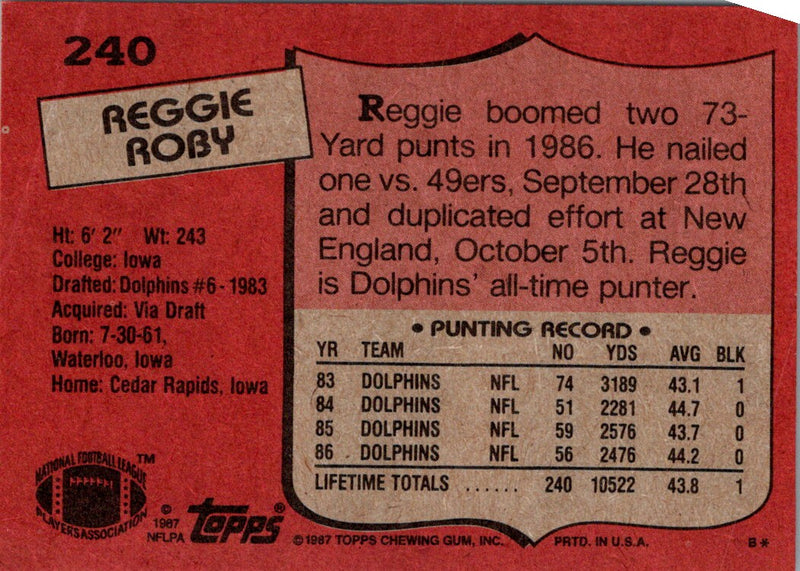 240
REGGIE
ROBY
Ht: 6' 2" Wt: 243
College: Iowa
Drafted: Dolphins #6-1983
Acquired: Via Draft
Born: 7-30-61,
Waterloo, Iowa
Home: Cedar Rapids, Iowa
Reggie boomed two 73-
Yard punts in 1986. He nailed
one vs. 49ers, September 28th
and duplicated effort at New
England, October 5th. Reggie
is Dolphins' all-time punter.
• PUNTING RECORD •
YR TEAM NO YDS AVG BLK
83 DOLPHINS NFL 74 3189 43.1 1
84 DOLPHINS NFL 51 2281 44.7 0
85 DOLPHINS NFL 59 2576 43.7 0
86 DOLPHINS NFL 56 2476 44.2 0
LIFETIME TOTALS ...... 240 10522 43.8 1
NATIONAL FOOTBALL LEAGUE ™
PLAYERS
PLAYERS ASSOCIATION
© 1987 NFLPA
Topps®
© 1987 TOPPS CHEWING GUM, INC. PRTD. IN U.S.A. B*